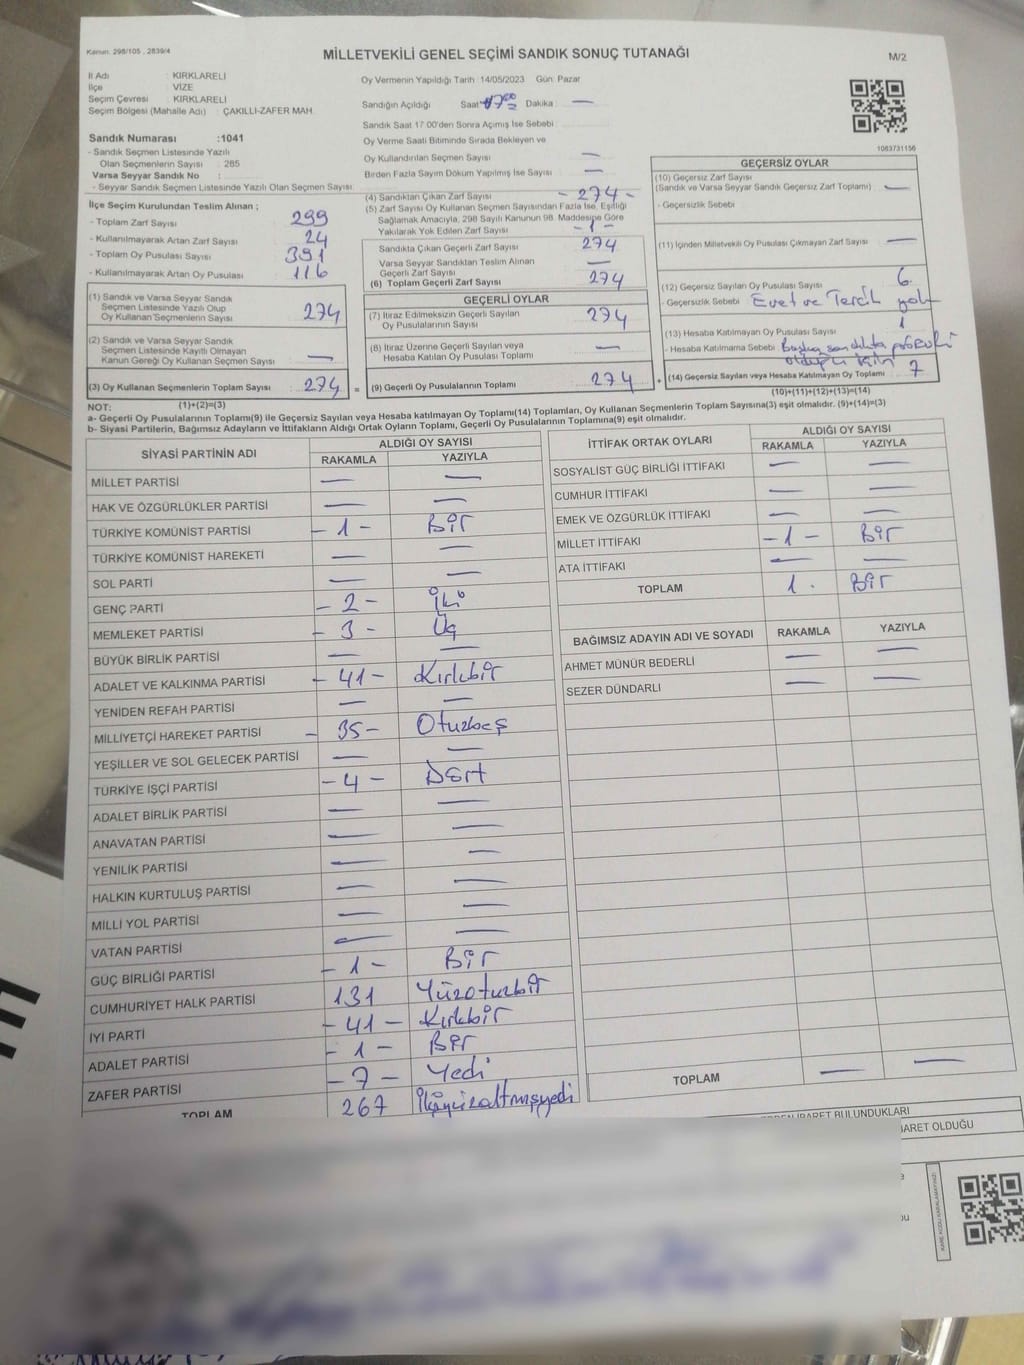 Kanun: 298/105 , 2839/4
MİLLETVEKİLİ GENEL SEÇİMİ SANDIK SONUÇ TUTANAĞI
M/2
İl Adı : KIRKLARELİ
İlçe : VİZE
Seçim Çevresi : KIRKLARELİ
Seçim Bölgesi (Mahalle Adı) : ÇAKILLI-ZAFER MAH.
Sandık Numarası :1041
- Sandık Seçmen Listesinde Yazılı
Olan Seçmenlerin Sayısı : 285
Varsa Seyyar Sandık No :
- Seyyar Sandık Seçmen Listesinde Yazılı Olan Seçmen Sayısı:
Oy Vermenin Yapıldığı Tarih :14/05/2023 Gün: Pazar
Sandığın Açıldığı Saat: 17:00 Dakika : —
Sandık Saat 17:00'den Sonra Açılmış İse Sebebi :
Oy Verme Saati Bitiminde Sırada Bekleyen ve
Oy Kullandırılan Seçmen Sayısı : —
Birden Fazla Sayım Döküm Yapılmış İse Sayısı : —
1083731156
İlçe Seçim Kurulundan Teslim Alınan ;
- Toplam Zarf Sayısı : 299
- Kullanılmayarak Artan Zarf Sayısı : 24
- Toplam Oy Pusulası Sayısı : 391
- Kullanılmayarak Artan Oy Pusulası : 116
(4) Sandıktan Çıkan Zarf Sayısı : - 274 -
(5) Zarf Sayısı Oy Kullanan Seçmen Sayısından Fazla İse, Eşitliği
Sağlamak Amacıyla, 298 Sayılı Kanunun 98. Maddesine Göre
Yakılarak Yok Edilen Zarf Sayısı : - 1 -
Sandıkta Çıkan Geçerli Zarf Sayısı : 274
Varsa Seyyar Sandıktan Teslim Alınan
Geçerli Zarf Sayısı : —
(6) Toplam Geçerli Zarf Sayısı : 274
(1) Sandık ve Varsa Seyyar Sandık
Seçmen Listesinde Yazılı Olup
Oy Kullanan Seçmenlerin Sayısı : 274
(2) Sandık ve Varsa Seyyar Sandık
Seçmen Listesinde Kayıtlı Olmayan
Kanun Gereği Oy Kullanan Seçmen Sayısı : —
(3) Oy Kullanan Seçmenlerin Toplam Sayısı : 274
(1)+(2)=(3)
GEÇERLİ OYLAR
(7) İtiraz Edilmeksizin Geçerli Sayılan
Oy Pusulalarının Sayısı : 274
(8) İtiraz Üzerine Geçerli Sayılan veya
Hesaba Katılan Oy Pusulası Toplamı : —
= (9) Geçerli Oy Pusulalarının Toplamı : 274 +
GEÇERSİZ OYLAR
(10) Geçersiz Zarf Sayısı
(Sandık ve Varsa Seyyar Sandık Geçersiz Zarf Toplamı) : —
- Geçersizlik Sebebi :
(11) İçinden Milletvekili Oy Pusulası Çıkmayan Zarf Sayısı : —
(12) Geçersiz Sayılan Oy Pusulası Sayısı : 6
- Geçersizlik Sebebi : Evet ve Tercih yok
(13) Hesaba Katılmayan Oy Pusulası Sayısı : 1
- Hesaba Katılmama Sebebi : Başka sandıkta
olduğu için
(14) Geçersiz Sayılan veya Hesaba Katılmayan Oy Toplamı : 7
(10)+(11)+(12)+(13)=(14)
NOT:
a- Geçerli Oy Pusulalarının Toplamı(9) ile Geçersiz Sayılan veya Hesaba katılmayan Oy Toplamı(14) Toplamları, Oy Kullanan Seçmenlerin Toplam Sayısına(3) eşit olmalıdır. (9)+(14)=(3)
b- Siyasi Partilerin, Bağımsız Adayların ve İttifakların Aldığı Ortak Oyların Toplamı, Geçerli Oy Pusulalarının Toplamına(9) eşit olmalıdır.
SİYASİ PARTİNİN ADI ALDIĞI OY SAYISI
RAKAMLA YAZIYLA
MİLLET PARTİSİ — —
HAK VE ÖZGÜRLÜKLER PARTİSİ — —
TÜRKİYE KOMÜNİST PARTİSİ - 1 - Bir
TÜRKİYE KOMÜNİST HAREKETİ — —
SOL PARTİ — —
GENÇ PARTİ - 2 - İki
MEMLEKET PARTİSİ - 3 - Üç
BÜYÜK BİRLİK PARTİSİ — —
ADALET VE KALKINMA PARTİSİ - 41 - Kırkbir
YENİDEN REFAH PARTİSİ — —
MİLLİYETÇİ HAREKET PARTİSİ - 35 - Otuzbeş
YEŞİLLER VE SOL GELECEK PARTİSİ — —
TÜRKİYE İŞÇİ PARTİSİ - 4 - Dört
ADALET BİRLİK PARTİSİ — —
ANAVATAN PARTİSİ — —
YENİLİK PARTİSİ — —
HALKIN KURTULUŞ PARTİSİ — —
MİLLİ YOL PARTİSİ — —
VATAN PARTİSİ — —
GÜÇ BİRLİĞİ PARTİSİ - 1 - Bir
CUMHURİYET HALK PARTİSİ 131 Yüzotuzbir
İYİ PARTİ - 41 - Kırkbir
ADALET PARTİSİ - 1 - Bir
ZAFER PARTİSİ - 7 - Yedi
TOPLAM 267 İkiyüzaltmışyedi
İTTİFAK ORTAK OYLARI ALDIĞI OY SAYISI
RAKAMLA YAZIYLA
SOSYALİST GÜÇ BİRLİĞİ İTTİFAKI — —
CUMHUR İTTİFAKI — —
EMEK VE ÖZGÜRLÜK İTTİFAKI — —
MİLLET İTTİFAKI - 1 - Bir
ATA İTTİFAKI — —
TOPLAM 1. Bir
BAĞIMSIZ ADAYIN ADI VE SOYADI RAKAMLA YAZIYLA
AHMET MÜNÜR BEDERLİ — —
SEZER DÜNDARLI — —
TOPLAM — —
İBARET BULUNDUKLARI
BARET OLDUĞU